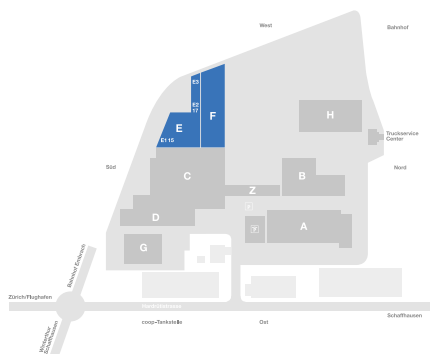 West
Bahnhof
E3
E2
17
F
H
E
E1 15
Truckservice
Center
Süd
Nord
C
B
Z
D
A
G
Bahnhof Embrach
Zürich/Flughafen
Schaffhausen
coop-Tankstelle
Ost
Winterthur
Schaffhausen